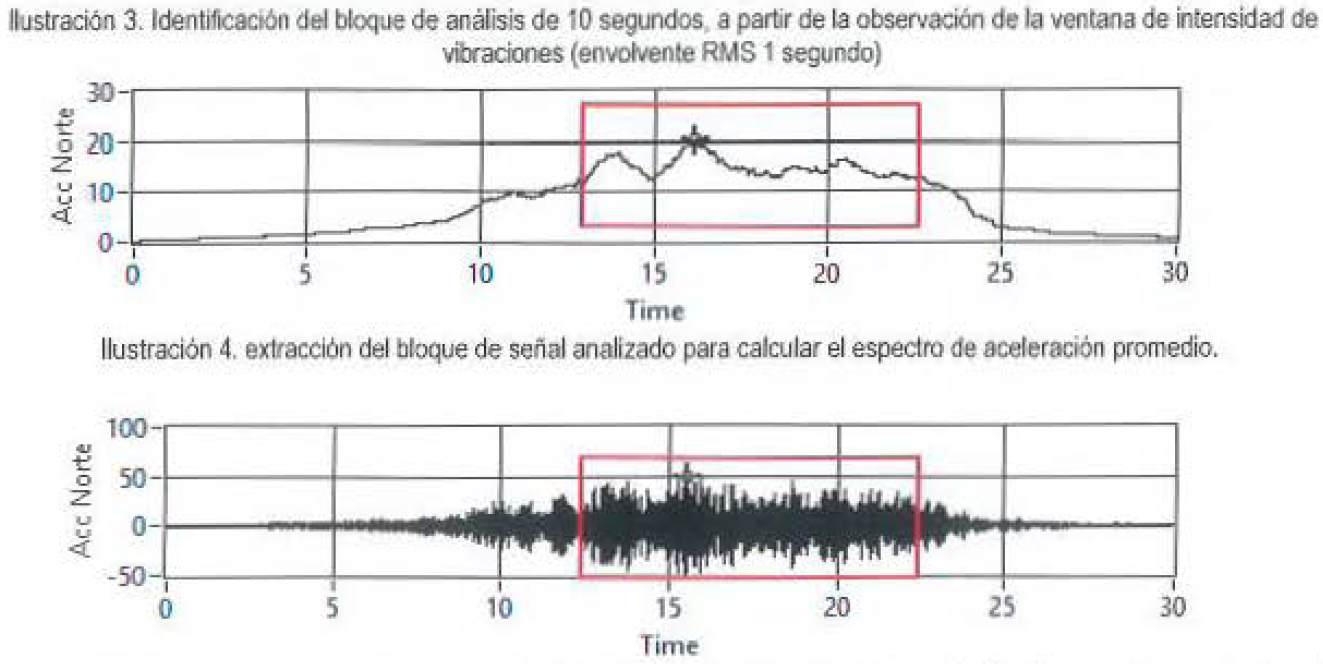 Ilustración 3. Identificación del bloque de análisis de 10 segundos, a partir de la observación de la ventana de intensidad de
vibraciones (envolvente RMS 1 segundo)
30
20
10
0
Acc Norte
0 5 10 15 20 25 30
Time
Ilustración 4. extracción del bloque de señal analizado para calcular el espectro de aceleración promedio.
100
50
0
-50
Acc Norte
0 5 10 15 20 25 30
Time